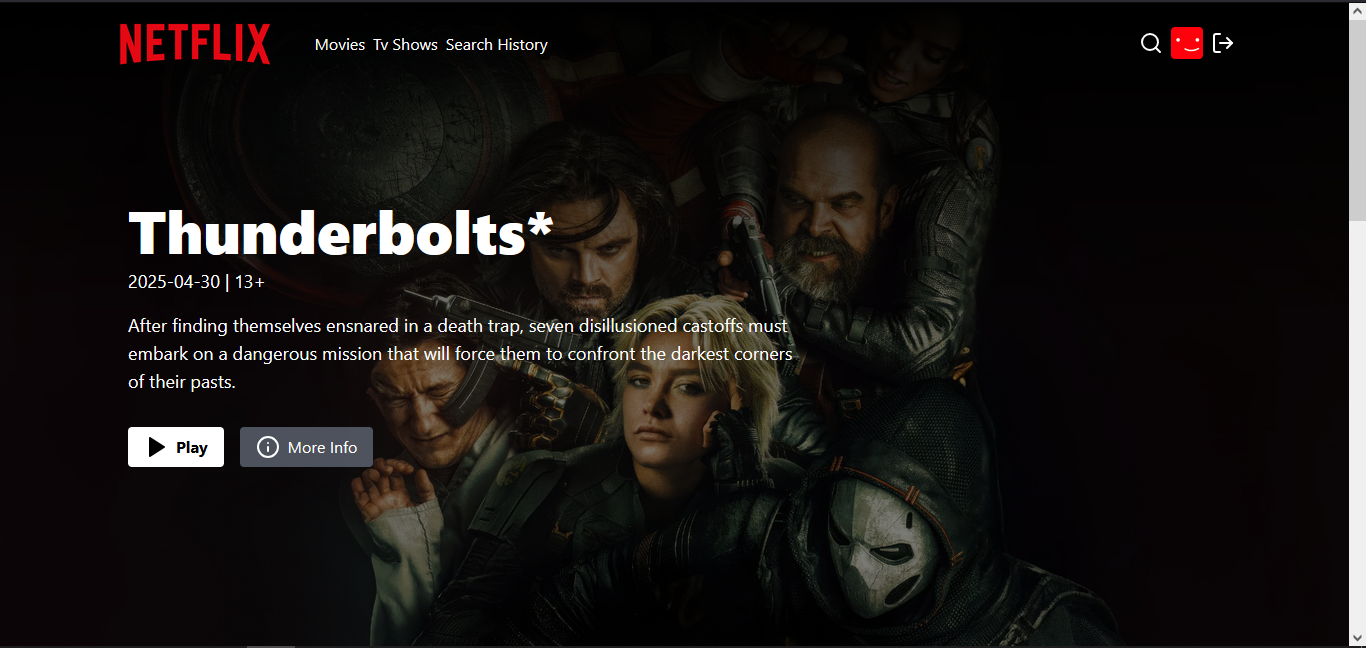 NETFLIX Movies Tv Shows Search History
Thunderbolts*
2025-04-30 | 13+
After finding themselves ensnared in a death trap, seven disillusioned castoffs must
embark on a dangerous mission that will force them to confront the darkest corners
of their pasts.
Play More Info